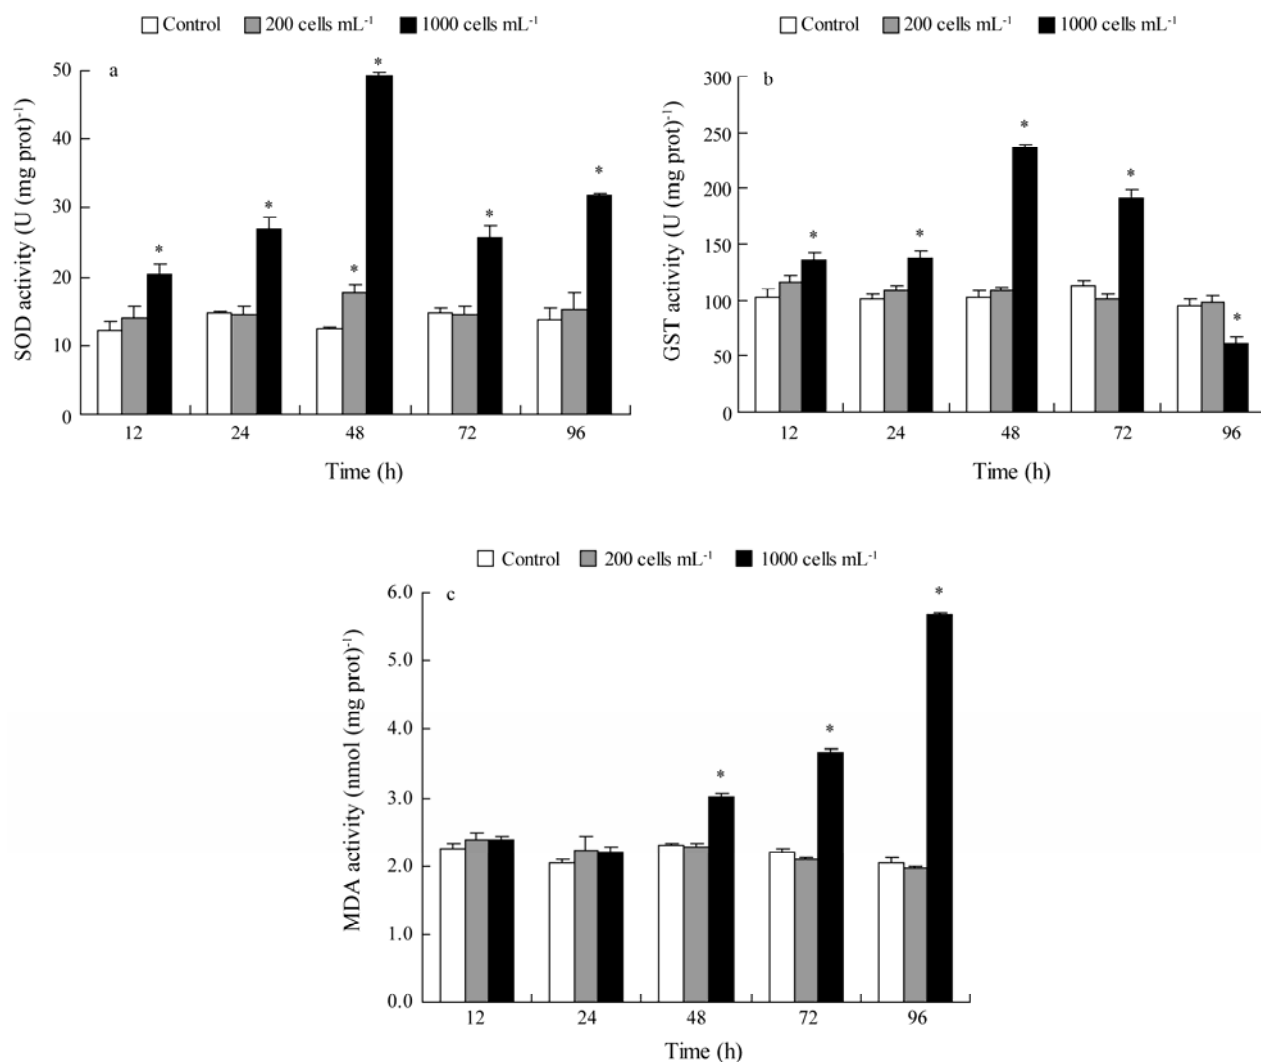 Control 200 cells mL⁻¹ 1000 cells mL⁻¹
a
SOD activity (U (mg prot)⁻¹)
50
40
30
20
10
0
* * * * * *
12 24 48 72 96
Time (h)
Control 200 cells mL⁻¹ 1000 cells mL⁻¹
b
GST activity (U (mg prot)⁻¹)
300
250
200
150
100
50
0
* * * * *
12 24 48 72 96
Time (h)
Control 200 cells mL⁻¹ 1000 cells mL⁻¹
c
MDA activity (nmol (mg prot)⁻¹)
6.0
5.0
4.0
3.0
2.0
1.0
0.0
* * *
12 24 48 72 96
Time (h)